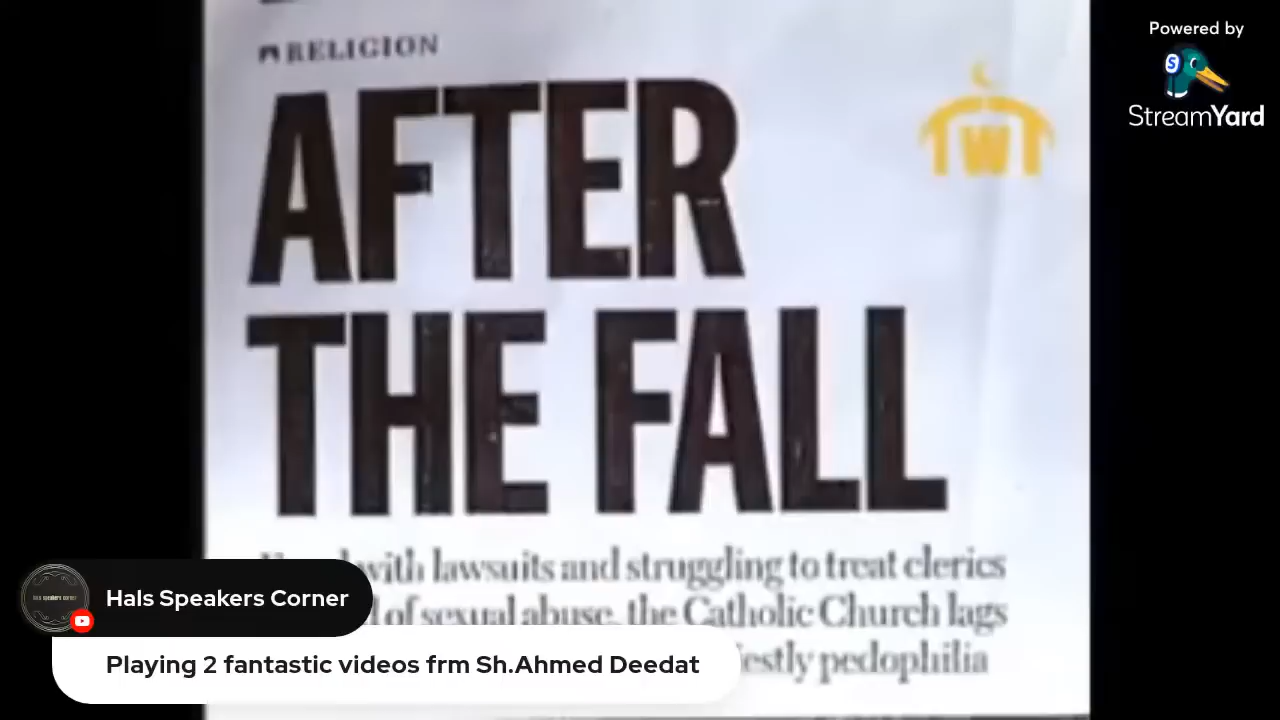 RELIGION
AFTER
THE FALL
with lawsuits and struggling to treat clerics
of sexual abuse, the Catholic Church lags
pedophilia
W
Powered by
StreamYard
Hals Speakers Corner
Playing 2 fantastic videos frm Sh.Ahmed Deedat